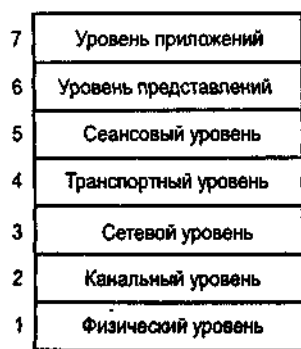 7 Уровень приложений
6 Уровень представлений
5 Сеансовый уровень
4 Транспортный уровень
3 Сетевой уровень
2 Канальный уровень
1 Физический уровень